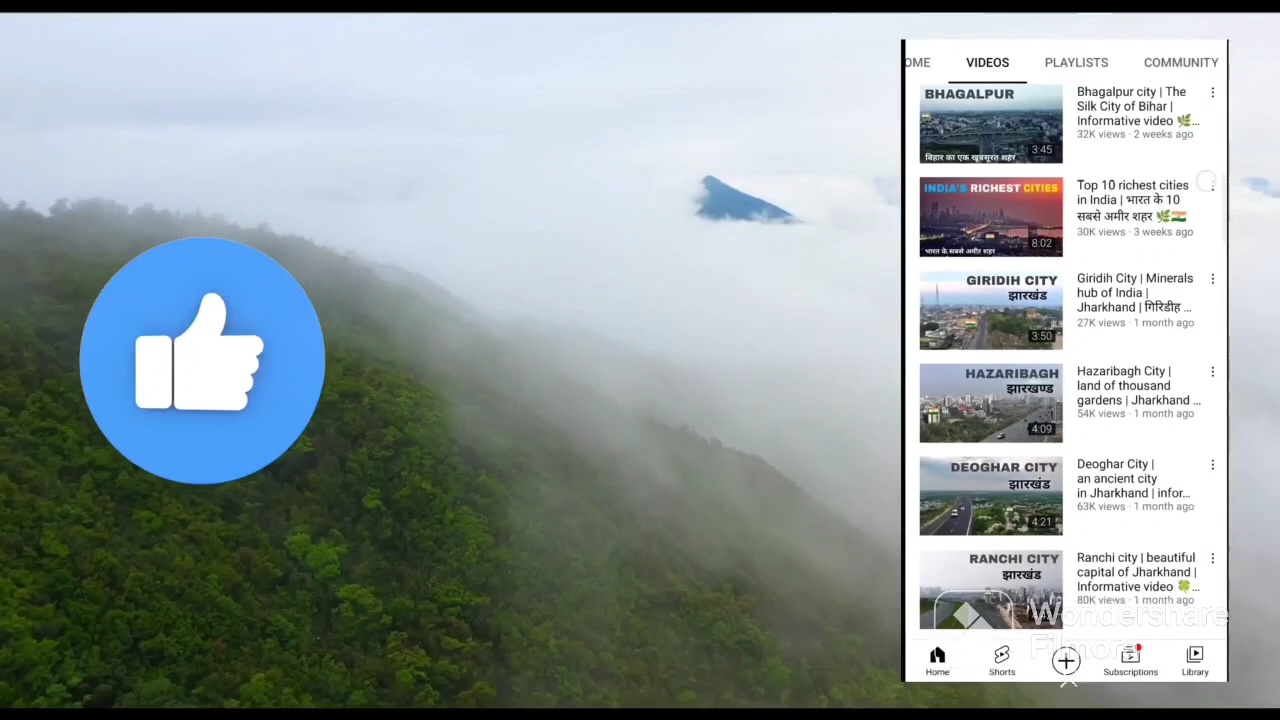 OME VIDEOS PLAYLISTS COMMUNITY
BHAGALPUR
बिहार का एक खूबसूरत शहर
3:45
Bhagalpur city | The
Silk City of Bihar |
Informative video 🌿...
32K views · 2 weeks ago
INDIA'S RICHEST CITIES
भारत के सबसे अमीर शहर
8:02
Top 10 richest cities
in India | भारत के 10
सबसे अमीर शहर 🌿🇮🇳
30K views · 3 weeks ago
GIRIDIH CITY
झारखंड
3:50
Giridih City | Minerals
hub of India |
Jharkhand | गिरिडीह ...
27K views · 1 month ago
HAZARIBAGH
झारखण्ड
4:09
Hazaribagh City |
land of thousand
gardens | Jharkhand ...
54K views · 1 month ago
DEOGHAR CITY
झारखंड
4:21
Deoghar City |
an ancient city
in Jharkhand | infor...
63K views · 1 month ago
RANCHI CITY
झारखंड
Ranchi city | beautiful
capital of Jharkhand |
Informative video 🍀...
80K views · 1 month ago
Wondershare
Filmora
Home Shorts Subscriptions Library